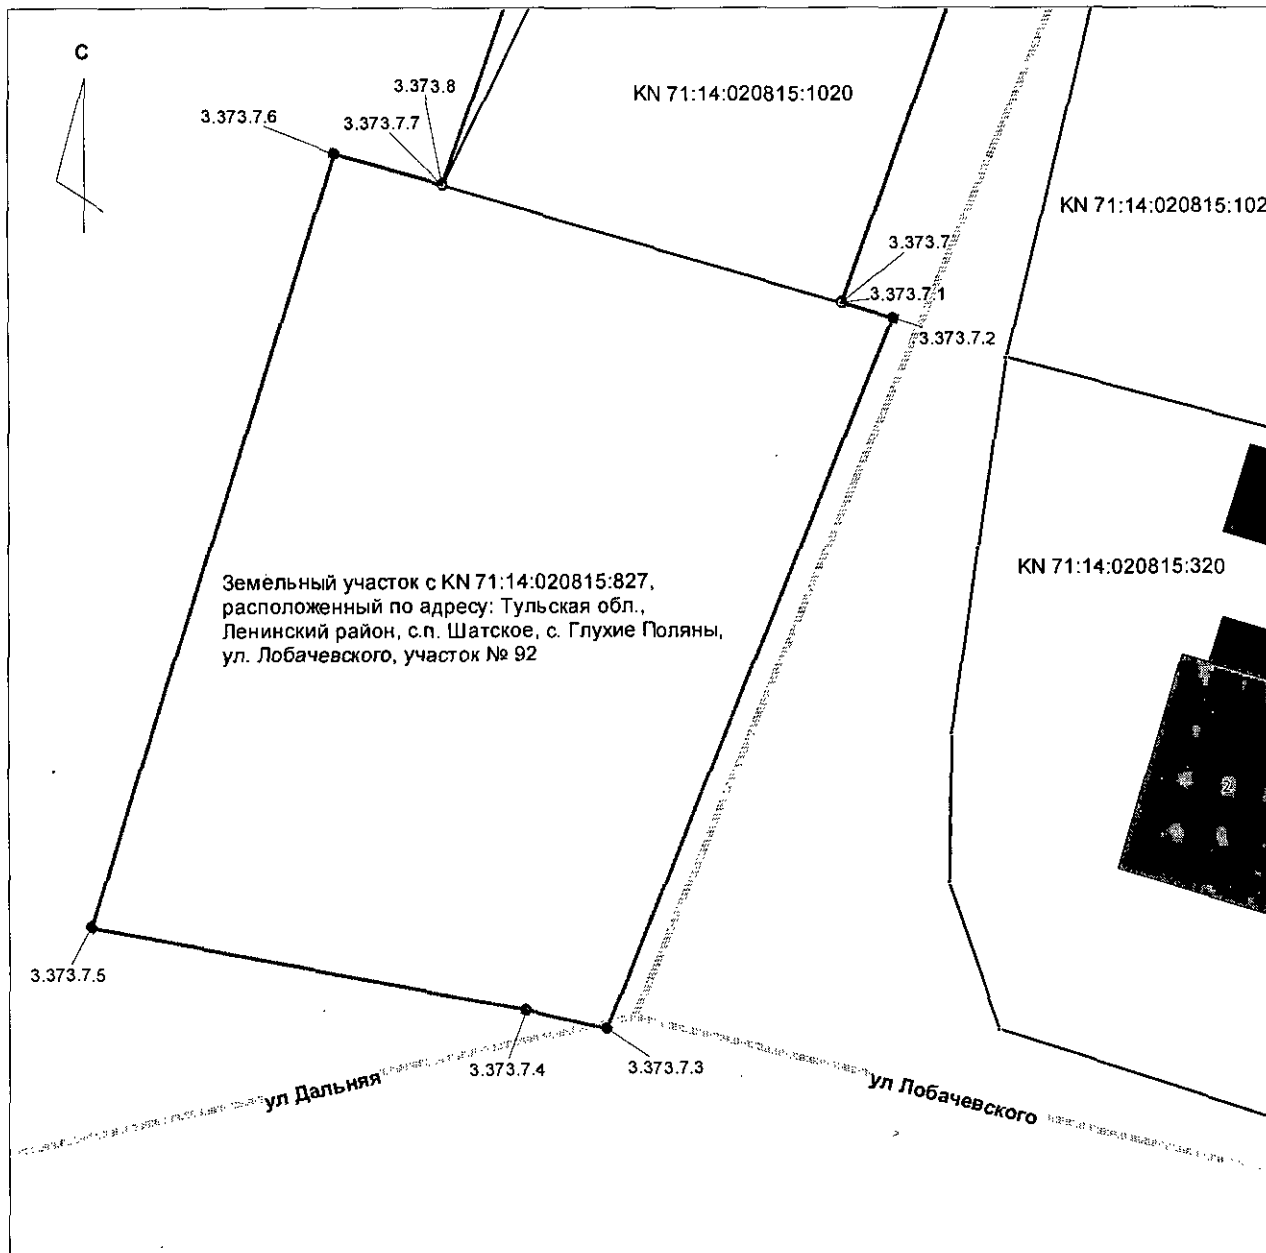 С
3.373.8
KN 71:14:020815:1020
3.373.7.6
3.373.7.7
KN 71:14:020815:102
3.373.7
3.373.7.1
3.373.7.2
KN 71:14:020815:320
Земельный участок с KN 71:14:020815:827,
расположенный по адресу: Тульская обл.,
Ленинский район, с.п. Шатское, с. Глухие Поляны,
ул. Лобачевского, участок № 92
2
3.373.7.5
3.373.7.4
3.373.7.3
ул Дальняя
ул Лобачевского